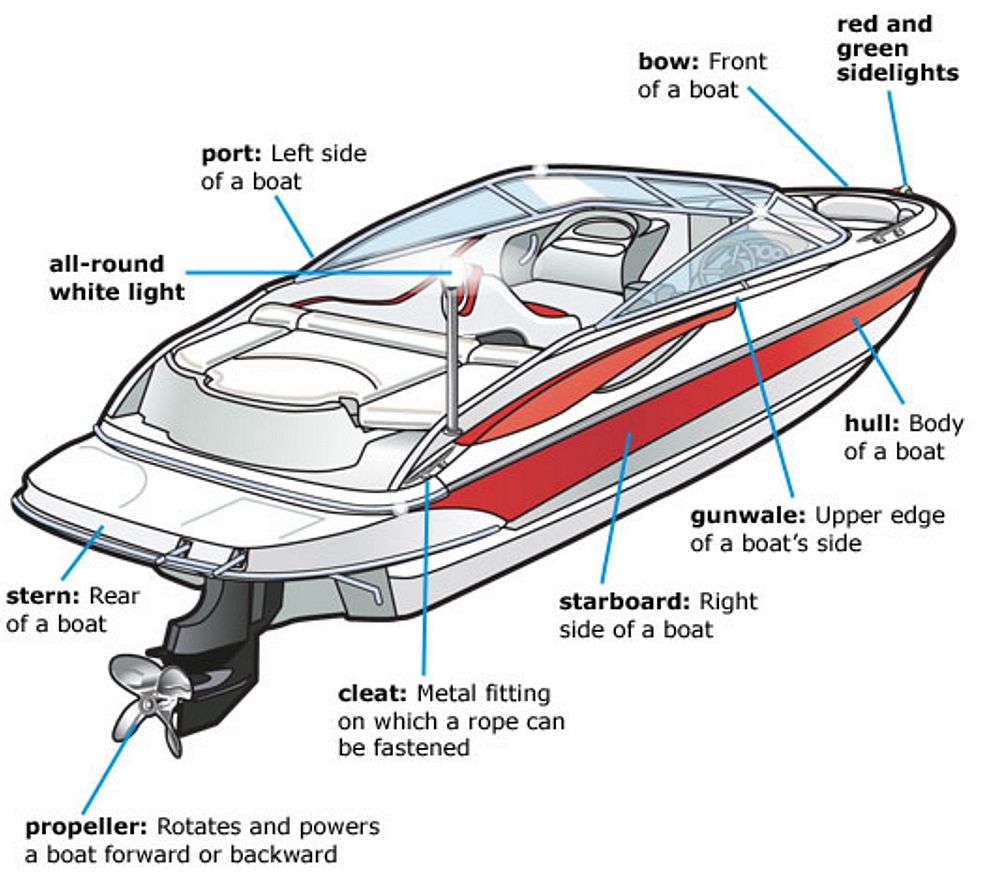 red and
green
sidelights
bow: Front
of a boat
port: Left side
of a boat
all-round
white light
hull: Body
of a boat
gunwale: Upper edge
of a boat’s side
stern: Rear
of a boat
starboard: Right
side of a boat
cleat: Metal fitting
on which a rope can
be fastened
propeller: Rotates and powers
a boat forward or backward